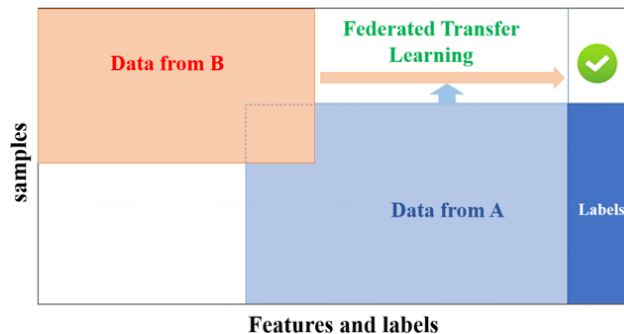 Federated Transfer
Learning
Data from B
samples
Data from A
Labels
Features and labels